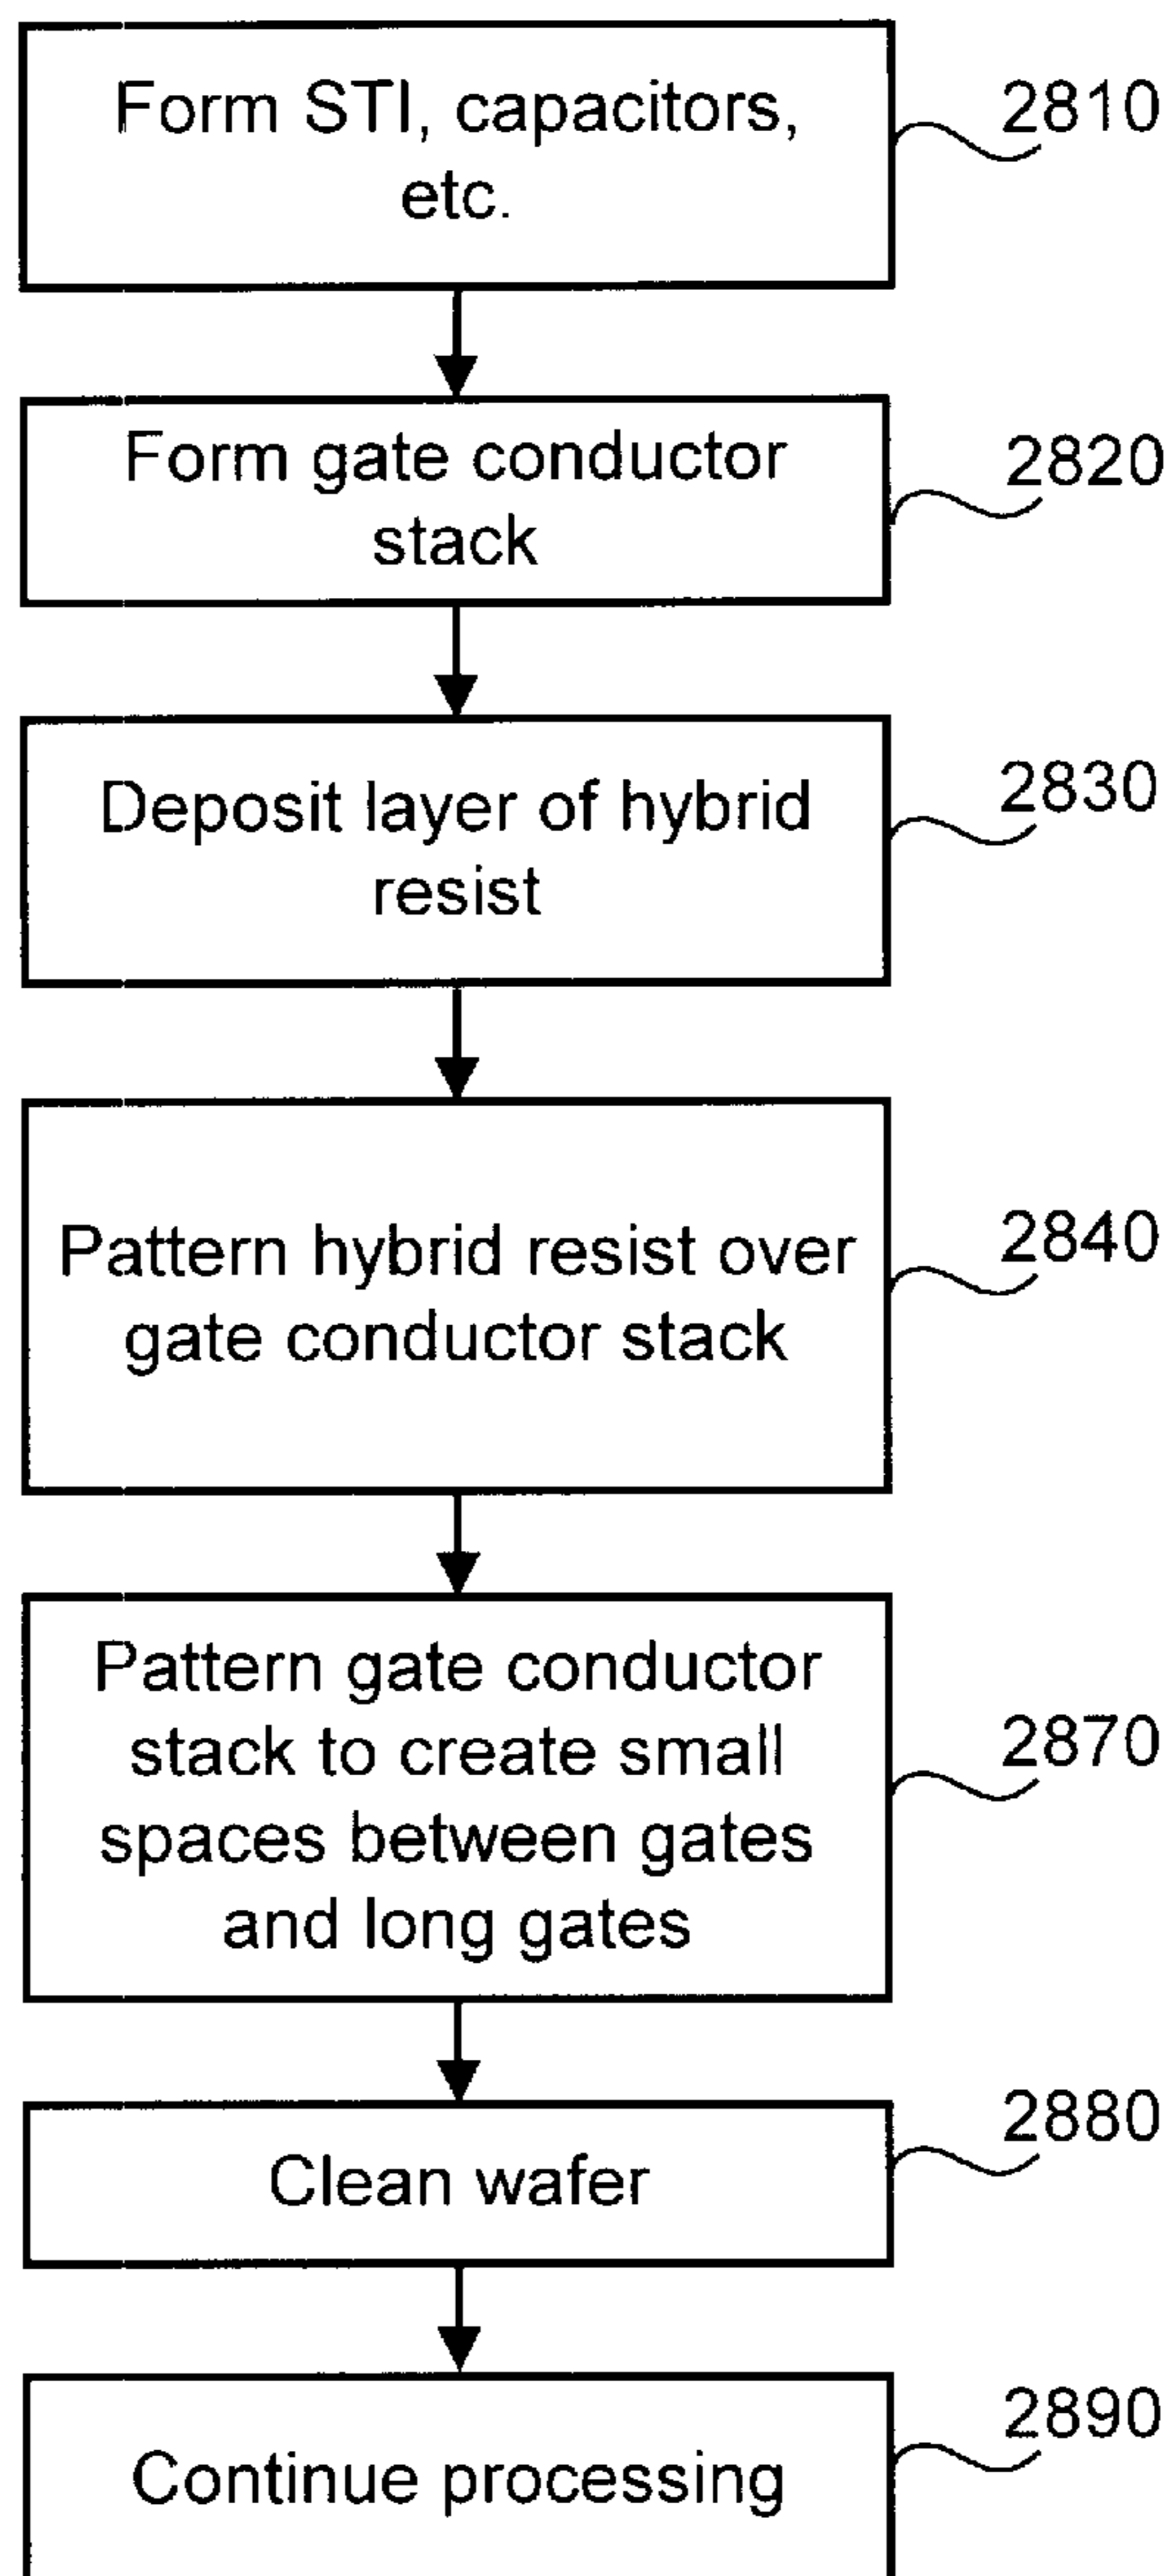 Form STI, capacitors,
etc.
2810
Form gate conductor
stack
2820
Deposit layer of hybrid
resist
2830
Pattern hybrid resist over
gate conductor stack
2840
Pattern gate conductor
stack to create small
spaces between gates
and long gates
2870
Clean wafer
2880
Continue processing
2890